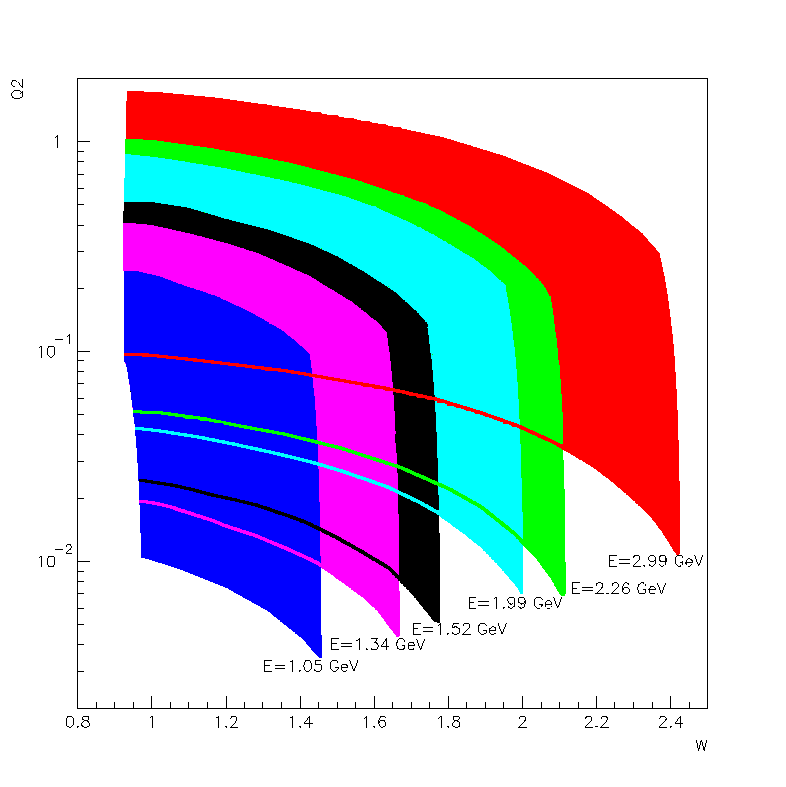 Q2
1
10^-1
10^-2
E=2.99 GeV
E=2.26 GeV
E=1.99 GeV
E=1.52 GeV
E=1.34 GeV
E=1.05 GeV
0.8 1 1.2 1.4 1.6 1.8 2 2.2 2.4
W